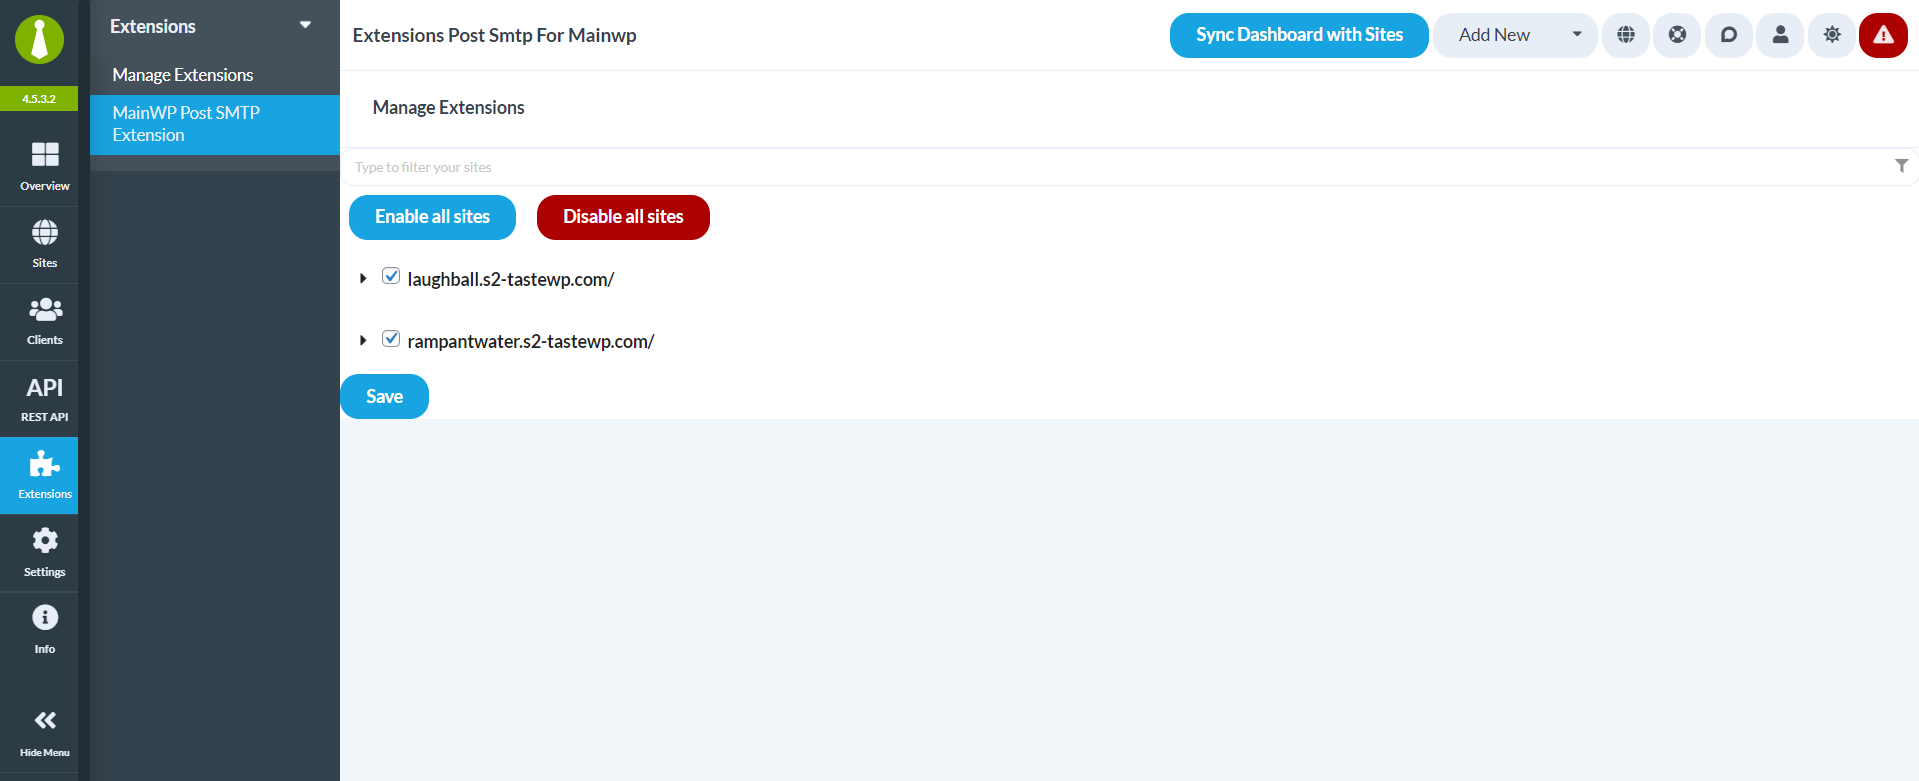 4.5.3.2
Overview
Sites
Clients
API
REST API
Extensions
Settings
Info
Hide Menu
Extensions
Manage Extensions
MainWP Post SMTP
Extension
Extensions Post Smtp For Mainwp
Sync Dashboard with Sites
Add New
Manage Extensions
Type to filter your sites
Enable all sites
Disable all sites
laughball.s2-tastewp.com/
rampantwater.s2-tastewp.com/
Save